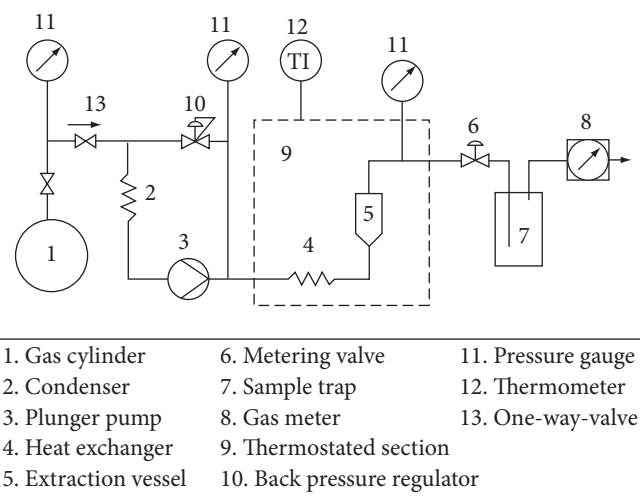 11
11
12
TI
11
13
10
6
8
9
2
5
3
4
7
1
1. Gas cylinder
2. Condenser
3. Plunger pump
4. Heat exchanger
5. Extraction vessel
6. Metering valve
7. Sample trap
8. Gas meter
9. Thermostated section
10. Back pressure regulator
11. Pressure gauge
12. Thermometer
13. One-way-valve